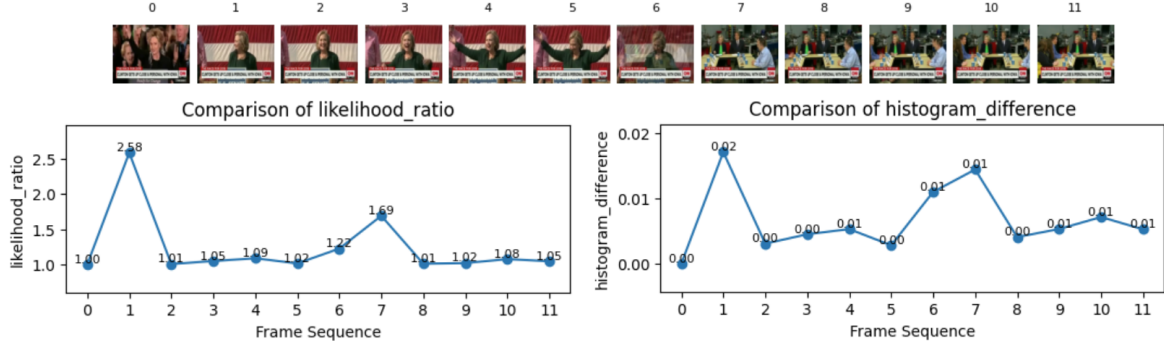 0 1 2 3 4 5 6 7 8 9 10 11
Comparison of likelihood_ratio
likelihood_ratio
2.5
2.0
1.5
1.0
1.00 2.58 1.01 1.05 1.09 1.02 1.22 1.69 1.01 1.02 1.08 1.05
0 1 2 3 4 5 6 7 8 9 10 11
Frame Sequence
Comparison of histogram_difference
histogram_difference
0.02
0.01
0.00
0.00 0.02 0.00 0.00 0.01 0.00 0.01 0.01 0.00 0.01 0.01 0.01
0 1 2 3 4 5 6 7 8 9 10 11
Frame Sequence